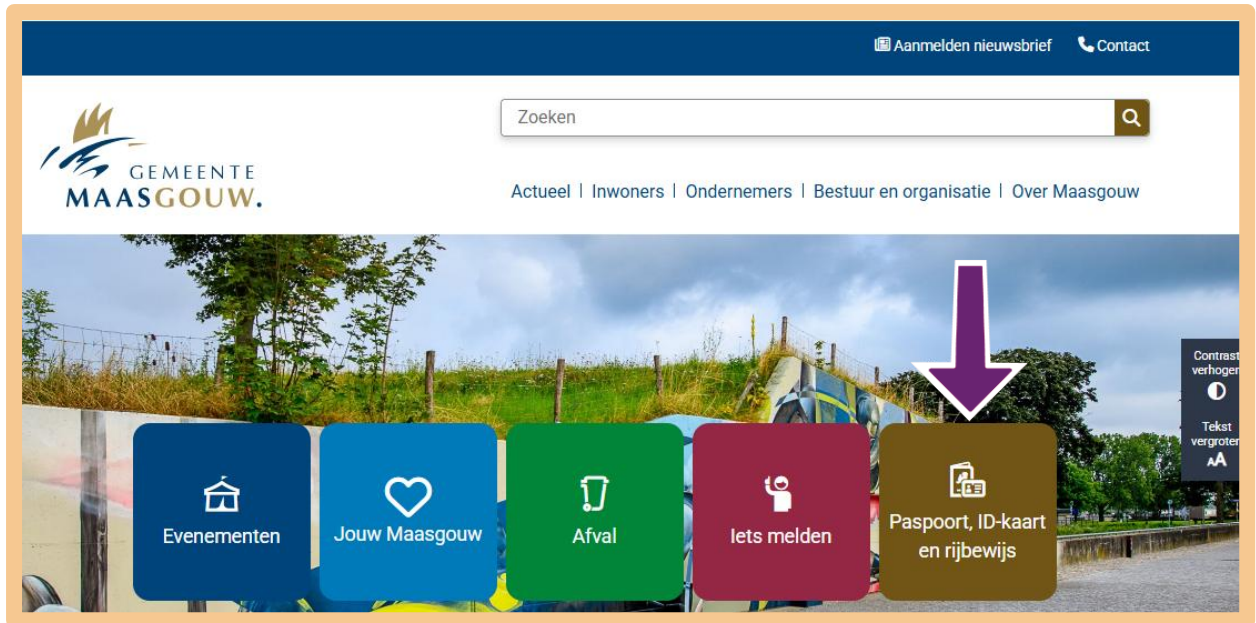 Aanmelden nieuwsbrief Contact
Zoeken
GEMEENTE
MAASGOUW.
Actueel | Inwoners | Ondernemers | Bestuur en organisatie | Over Maasgouw
Contrast
verhogen
Tekst
vergroten
AA
Evenementen
Jouw Maasgouw
Afval
Iets melden
Paspoort, ID-kaart
en rijbewijs